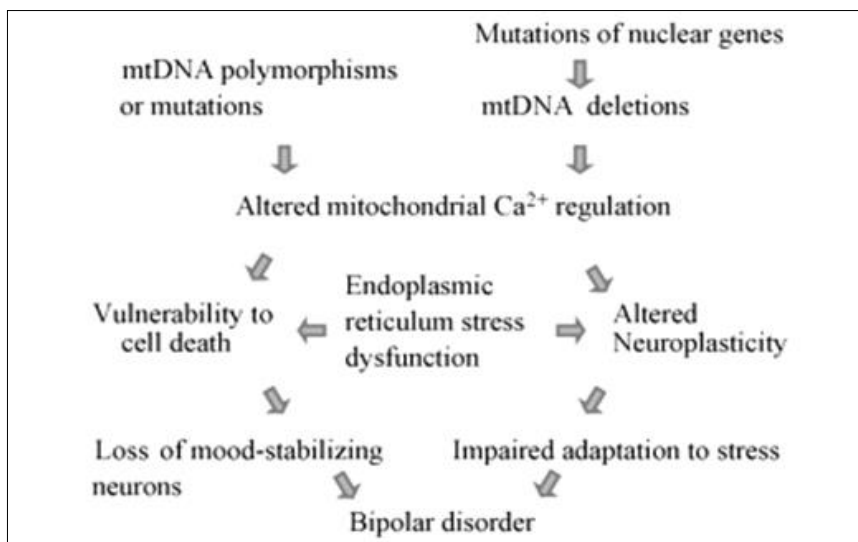 Mutations of nuclear genes
mtDNA polymorphisms
or mutations
mtDNA deletions
Altered mitochondrial Ca²⁺ regulation
Vulnerability to
cell death
Endoplasmic
reticulum stress
dysfunction
Altered
Neuroplasticity
Loss of mood-stabilizing
neurons
Impaired adaptation to stress
Bipolar disorder